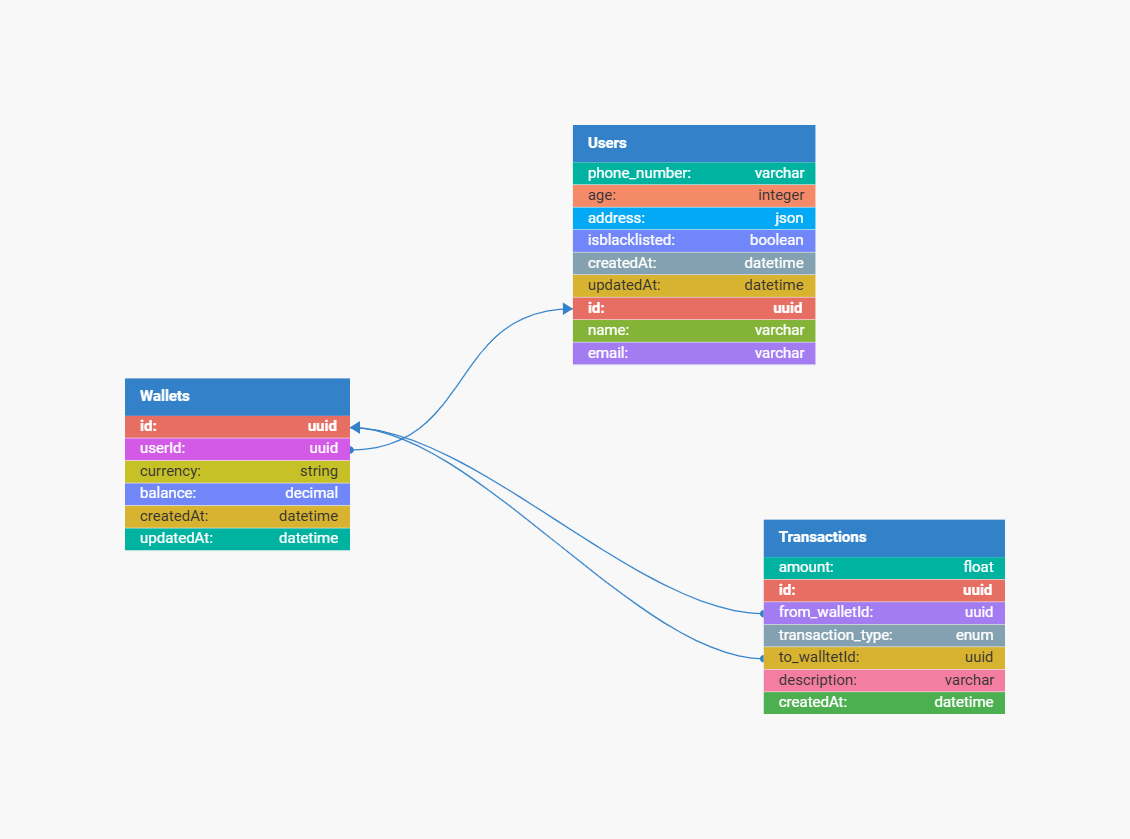 Users
phone_number: varchar
age: integer
address: json
isblacklisted: boolean
createdAt: datetime
updatedAt: datetime
id: uuid
name: varchar
email: varchar
Wallets
id: uuid
userId: uuid
currency: string
balance: decimal
createdAt: datetime
updatedAt: datetime
Transactions
amount: float
id: uuid
from_walletId: uuid
transaction_type: enum
to_walltetId: uuid
description: varchar
createdAt: datetime